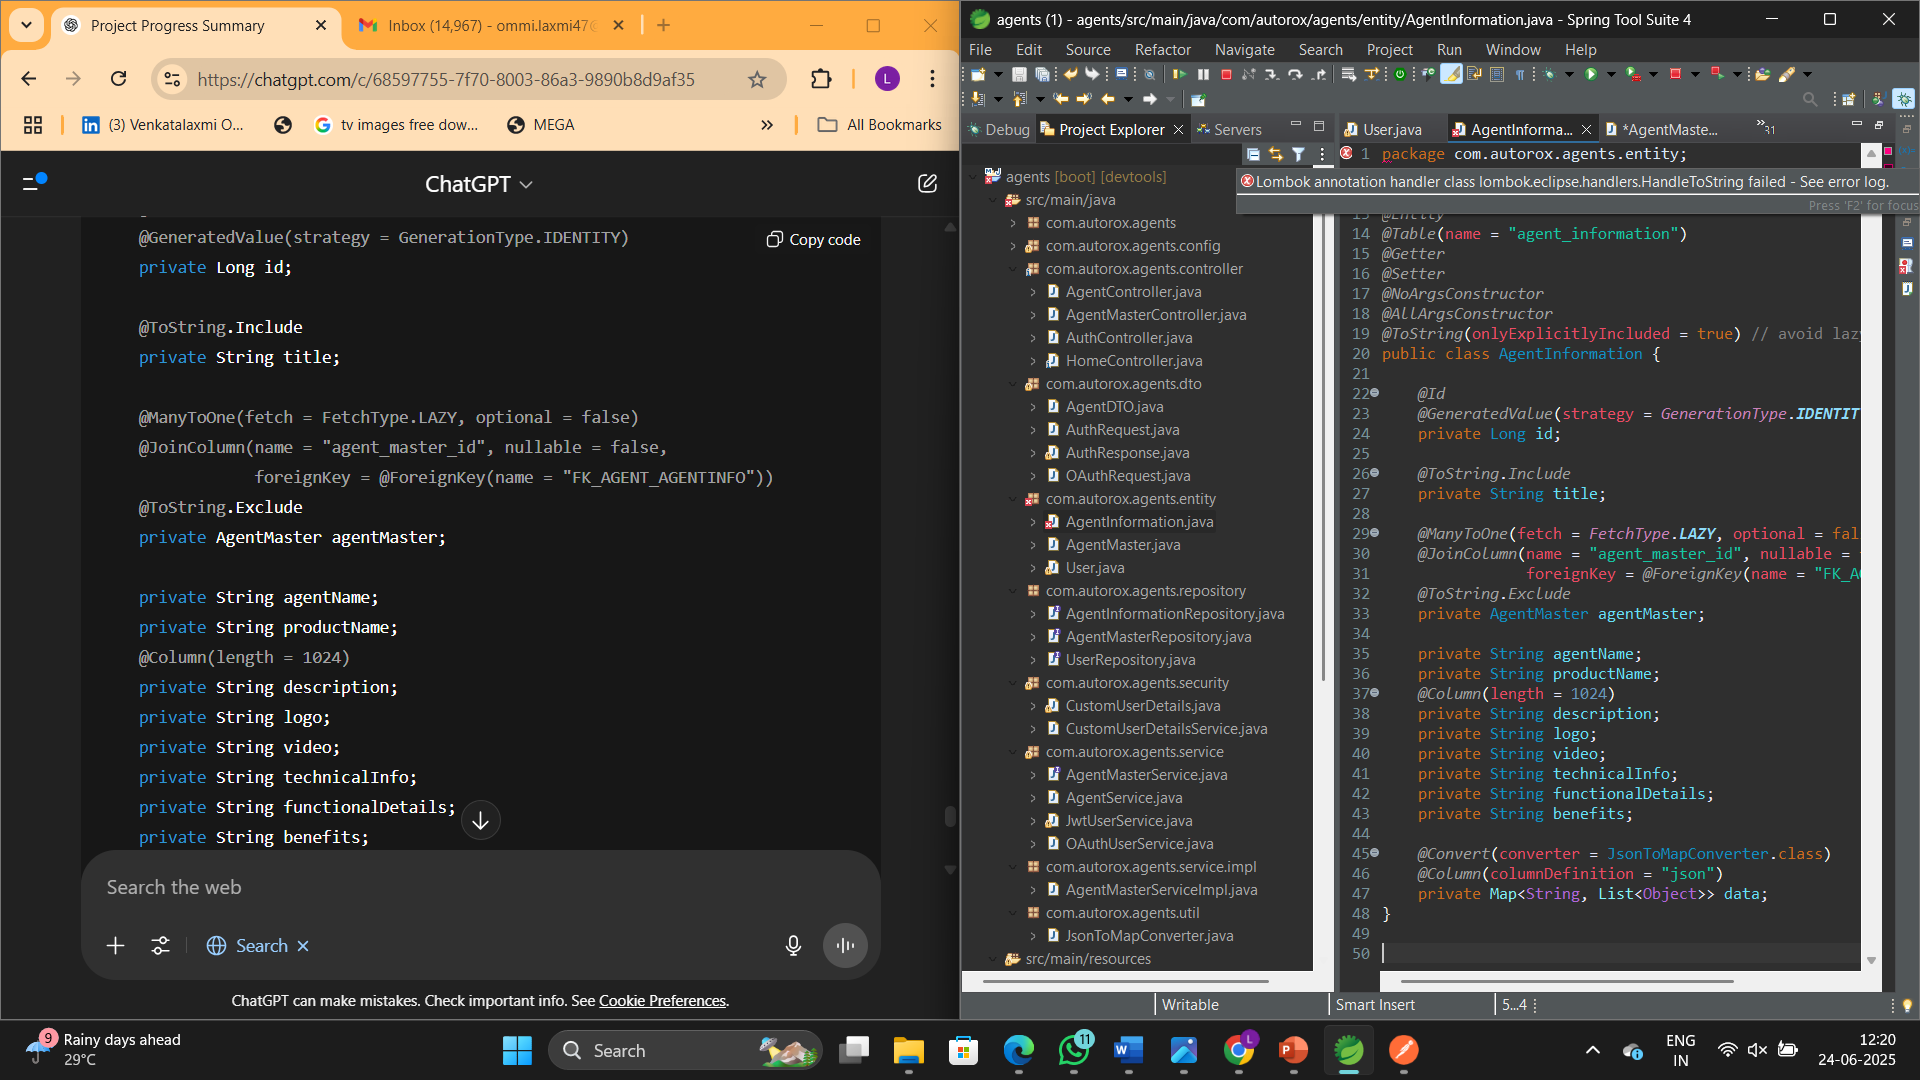 Project Progress Summary
Inbox (14,967) - ommi.laxmi47@
https://chatgpt.com/c/68597755-7f70-8003-86a3-9890b8d9af35
L
(3) Venkatalaxmi O...
tv images free dow...
MEGA
All Bookmarks
ChatGPT
@GeneratedValue(strategy = GenerationType.IDENTITY)
Copy code
private Long id;
@ToString.Include
private String title;
@ManyToOne(fetch = FetchType.LAZY, optional = false)
@JoinColumn(name = "agent_master_id", nullable = false,
foreignKey = @ForeignKey(name = "FK_AGENT_AGENTINFO"))
@ToString.Exclude
private AgentMaster agentMaster;
private String agentName;
private String productName;
@Column(length = 1024)
private String description;
private String logo;
private String video;
private String technicalInfo;
private String functionalDetails;
private String benefits;
Search the web
Search
ChatGPT can make mistakes. Check important info. See Cookie Preferences.
agents (1) - agents/src/main/java/com/autorox/agents/entity/AgentInformation.java - Spring Tool Suite 4
File Edit Source Refactor Navigate Search Project Run Window Help
Debug
Project Explorer
Servers
User.java
AgentInforma...
*AgentMaste...
31
agents [boot] [devtools]
src/main/java
com.autorox.agents
com.autorox.agents.config
com.autorox.agents.controller
AgentController.java
AgentMasterController.java
AuthController.java
HomeController.java
com.autorox.agents.dto
AgentDTO.java
AuthRequest.java
AuthResponse.java
OAuthRequest.java
com.autorox.agents.entity
AgentInformation.java
AgentMaster.java
User.java
com.autorox.agents.repository
AgentInformationRepository.java
AgentMasterRepository.java
UserRepository.java
com.autorox.agents.security
CustomUserDetails.java
CustomUserDetailsService.java
com.autorox.agents.service
AgentMasterService.java
AgentService.java
JwtUserService.java
OAuthUserService.java
com.autorox.agents.service.impl
AgentMasterServiceImpl.java
com.autorox.agents.util
JsonToMapConverter.java
src/main/resources
1 package com.autorox.agents.entity;
Lombok annotation handler class lombok.eclipse.handlers.HandleToString failed - See error log.
Press 'F2' for focus
13 @Entity
14 @Table(name = "agent_information")
15 @Getter
16 @Setter
17 @NoArgsConstructor
18 @AllArgsConstructor
19 @ToString(onlyExplicitlyIncluded = true) // avoid lazy
20 public class AgentInformation {
21
22 @Id
23 @GeneratedValue(strategy = GenerationType.IDENTIT
24 private Long id;
25
26 @ToString.Include
27 private String title;
28
29 @ManyToOne(fetch = FetchType.LAZY, optional = fal
30 @JoinColumn(name = "agent_master_id", nullable =
31 foreignKey = @ForeignKey(name = "FK_A
32 @ToString.Exclude
33 private AgentMaster agentMaster;
34
35 private String agentName;
36 private String productName;
37 @Column(length = 1024)
38 private String description;
39 private String logo;
40 private String video;
41 private String technicalInfo;
42 private String functionalDetails;
43 private String benefits;
44
45 @Convert(converter = JsonToMapConverter.class)
46 @Column(columnDefinition = "json")
47 private Map<String, List<Object>> data;
48 }
49
50
Writable
Smart Insert
5...4
9
Rainy days ahead
29°C
Search
11
L
ENG
IN
12:20
24-06-2025